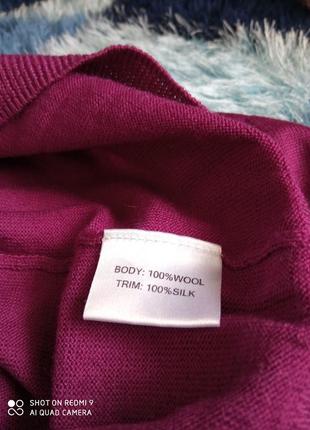 BODY: 100%WOOL
TRIM: 100%SILK
SHOT ON REDMI 9
AI QUAD CAMERA